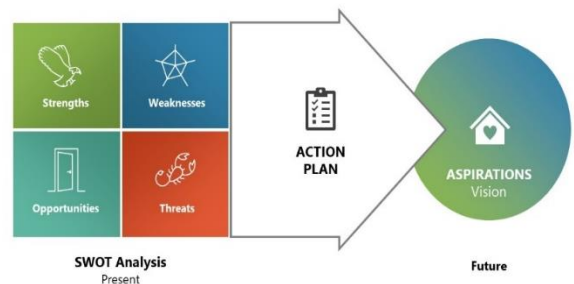 Strengths
Weaknesses
Opportunities
Threats
SWOT Analysis
Present
ACTION
PLAN
ASPIRATIONS
Vision
Future